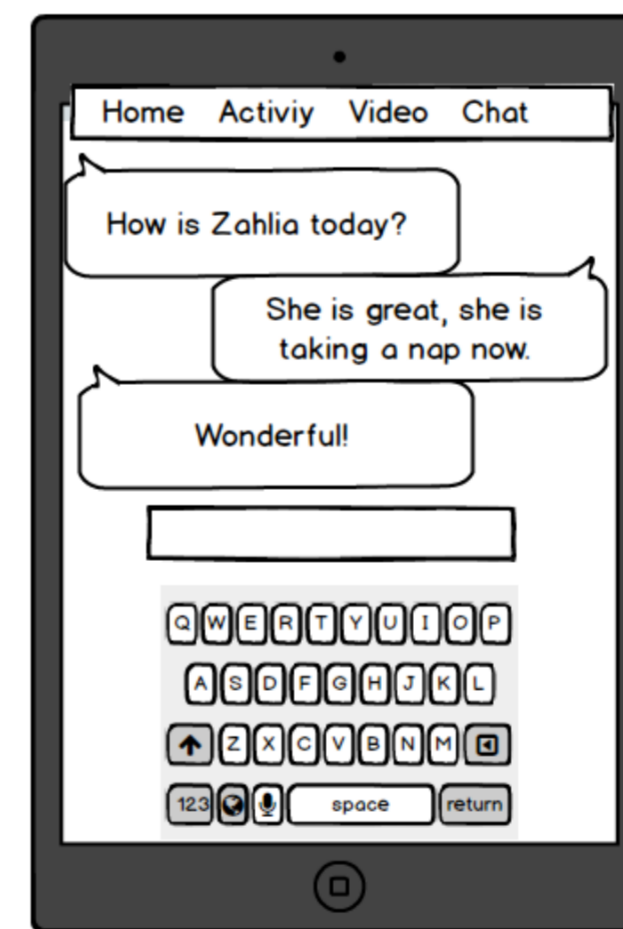 Home Activiy Video Chat
How is Zahlia today?
She is great, she is
taking a nap now.
Wonderful!
Q W E R T Y U I O P
A S D F G H J K L
Z X C V B N M
123 space return